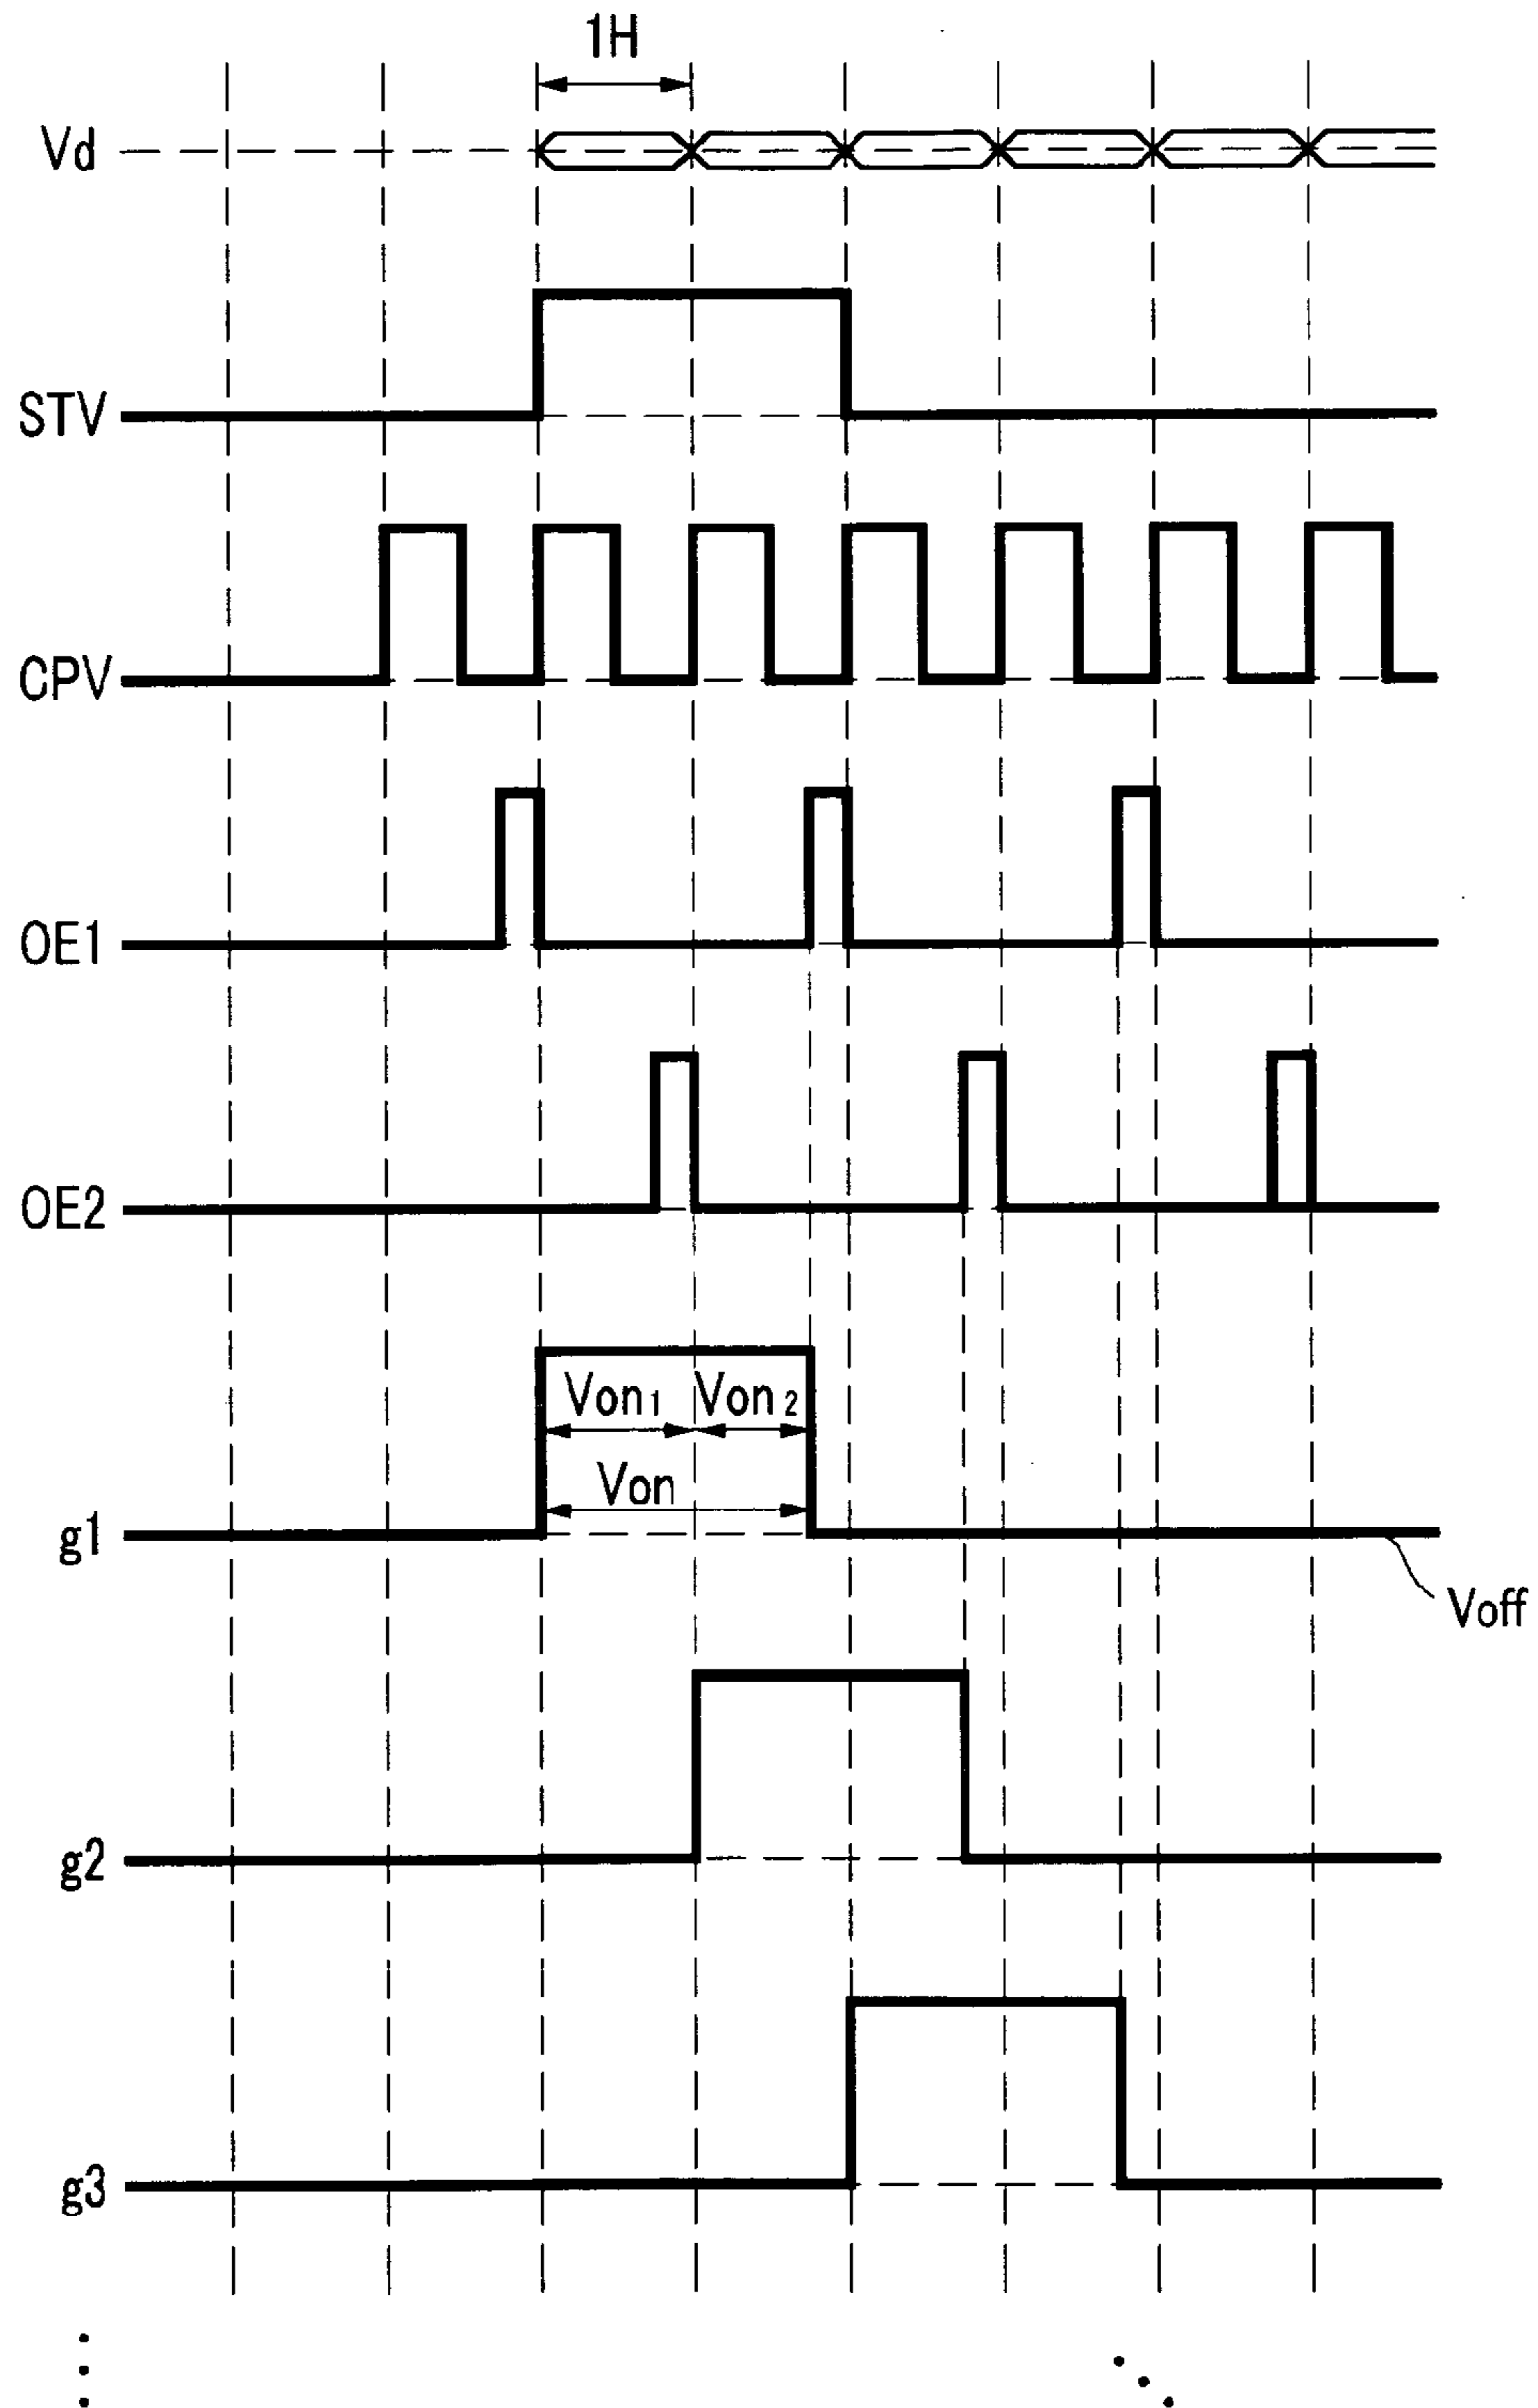 1H
Vd
STV
CPV
OE1
OE2
Von1 Von2
Von
g1
Voff
g2
g3